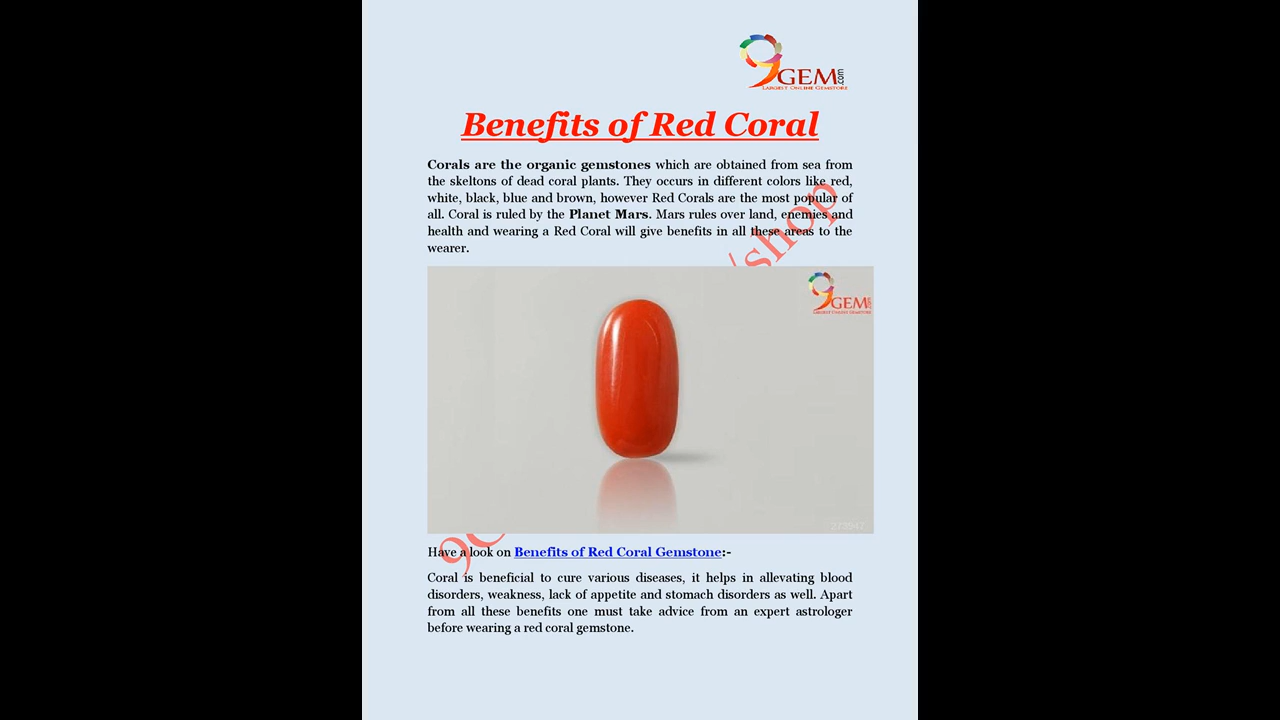 9GEM.com
LARGEST ONLINE GEMSTORE
Benefits of Red Coral
Corals are the organic gemstones which are obtained from sea from
the skeltons of dead coral plants. They occurs in different colors like red,
white, black, blue and brown, however Red Corals are the most popular of
all. Coral is ruled by the Planet Mars. Mars rules over land, enemies and
health and wearing a Red Coral will give benefits in all these areas to the
wearer.
/shop
9GEM
LARGEST ONLINE GEMSTORE
Have a look on Benefits of Red Coral Gemstone:-
Coral is beneficial to cure various diseases, it helps in allevating blood
disorders, weakness, lack of appetite and stomach disorders as well. Apart
from all these benefits one must take advice from an expert astrologer
before wearing a red coral gemstone.